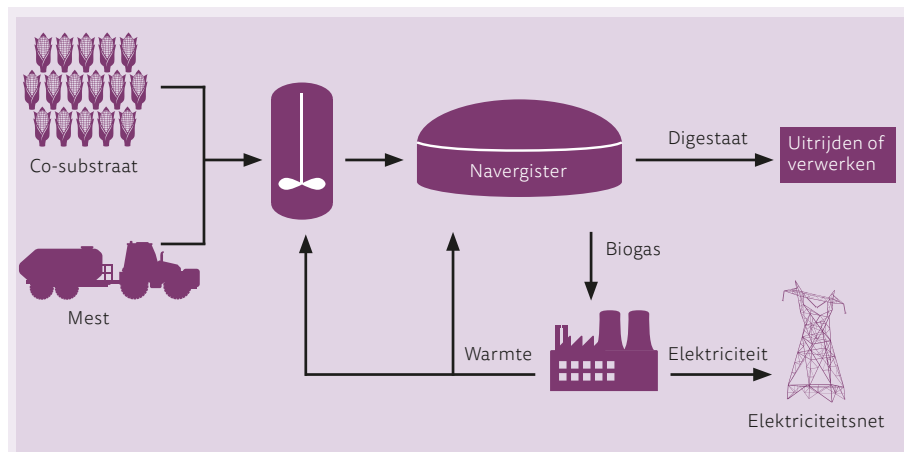 Co-substraat
Mest
Navergister
Digestaat
Uitrijden of
verwerken
Biogas
Warmte
Elektriciteit
Elektriciteitsnet